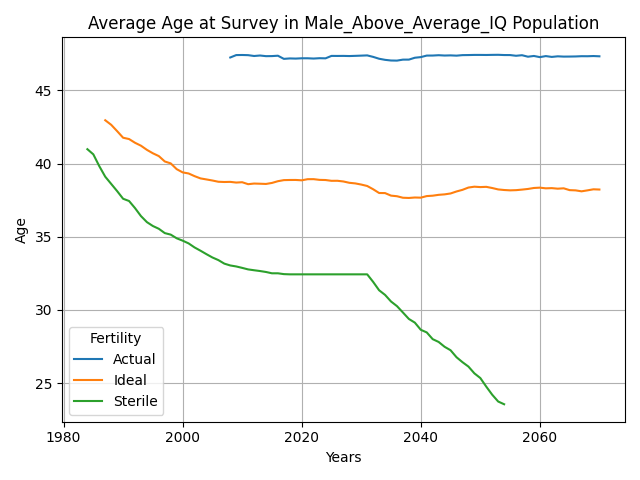 Average Age at Survey in Male_Above_Average_IQ Population
Age
45
40
35
30
25
Fertility
Actual
Ideal
Sterile
1980
2000
2020
2040
2060
Years